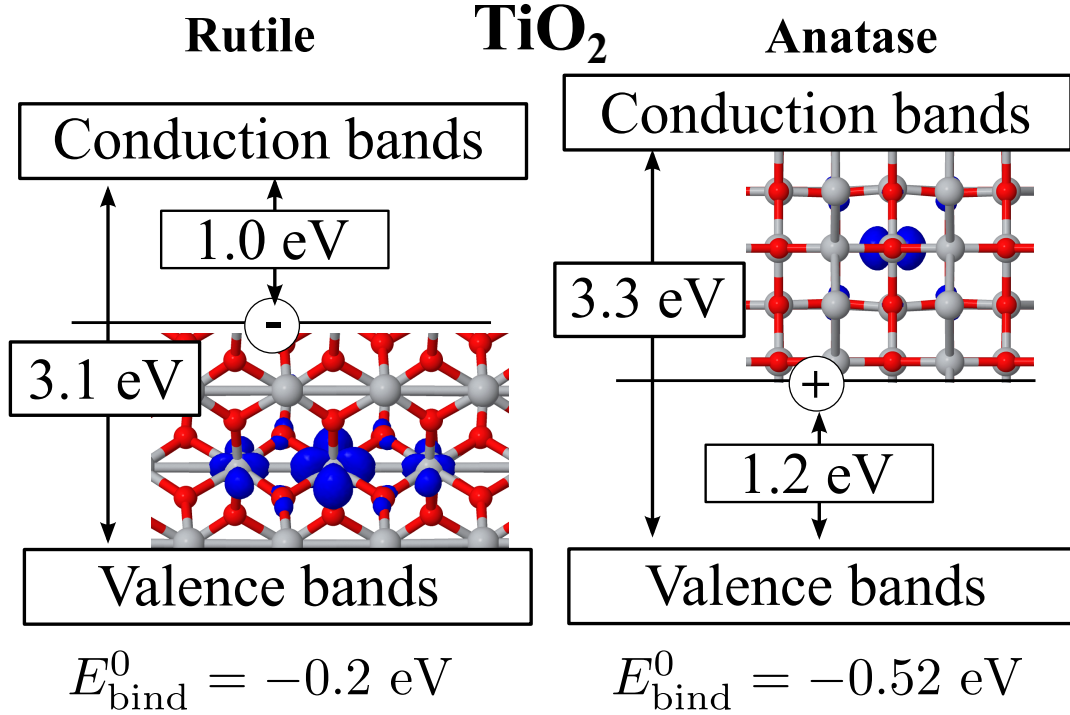 TiO₂
Rutile
Anatase
Conduction bands
1.0 eV
-
3.1 eV
Valence bands
E⁰bind = −0.2 eV
Conduction bands
3.3 eV
+
1.2 eV
Valence bands
E⁰bind = −0.52 eV